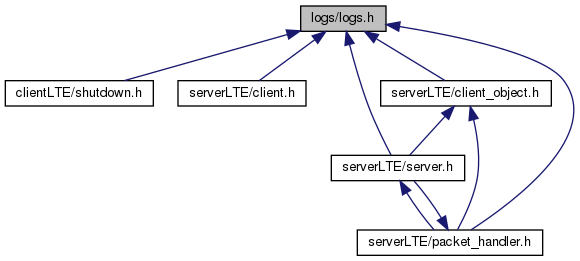 logs/logs.h
clientLTE/shutdown.h
serverLTE/client.h
serverLTE/client_object.h
serverLTE/server.h
serverLTE/packet_handler.h